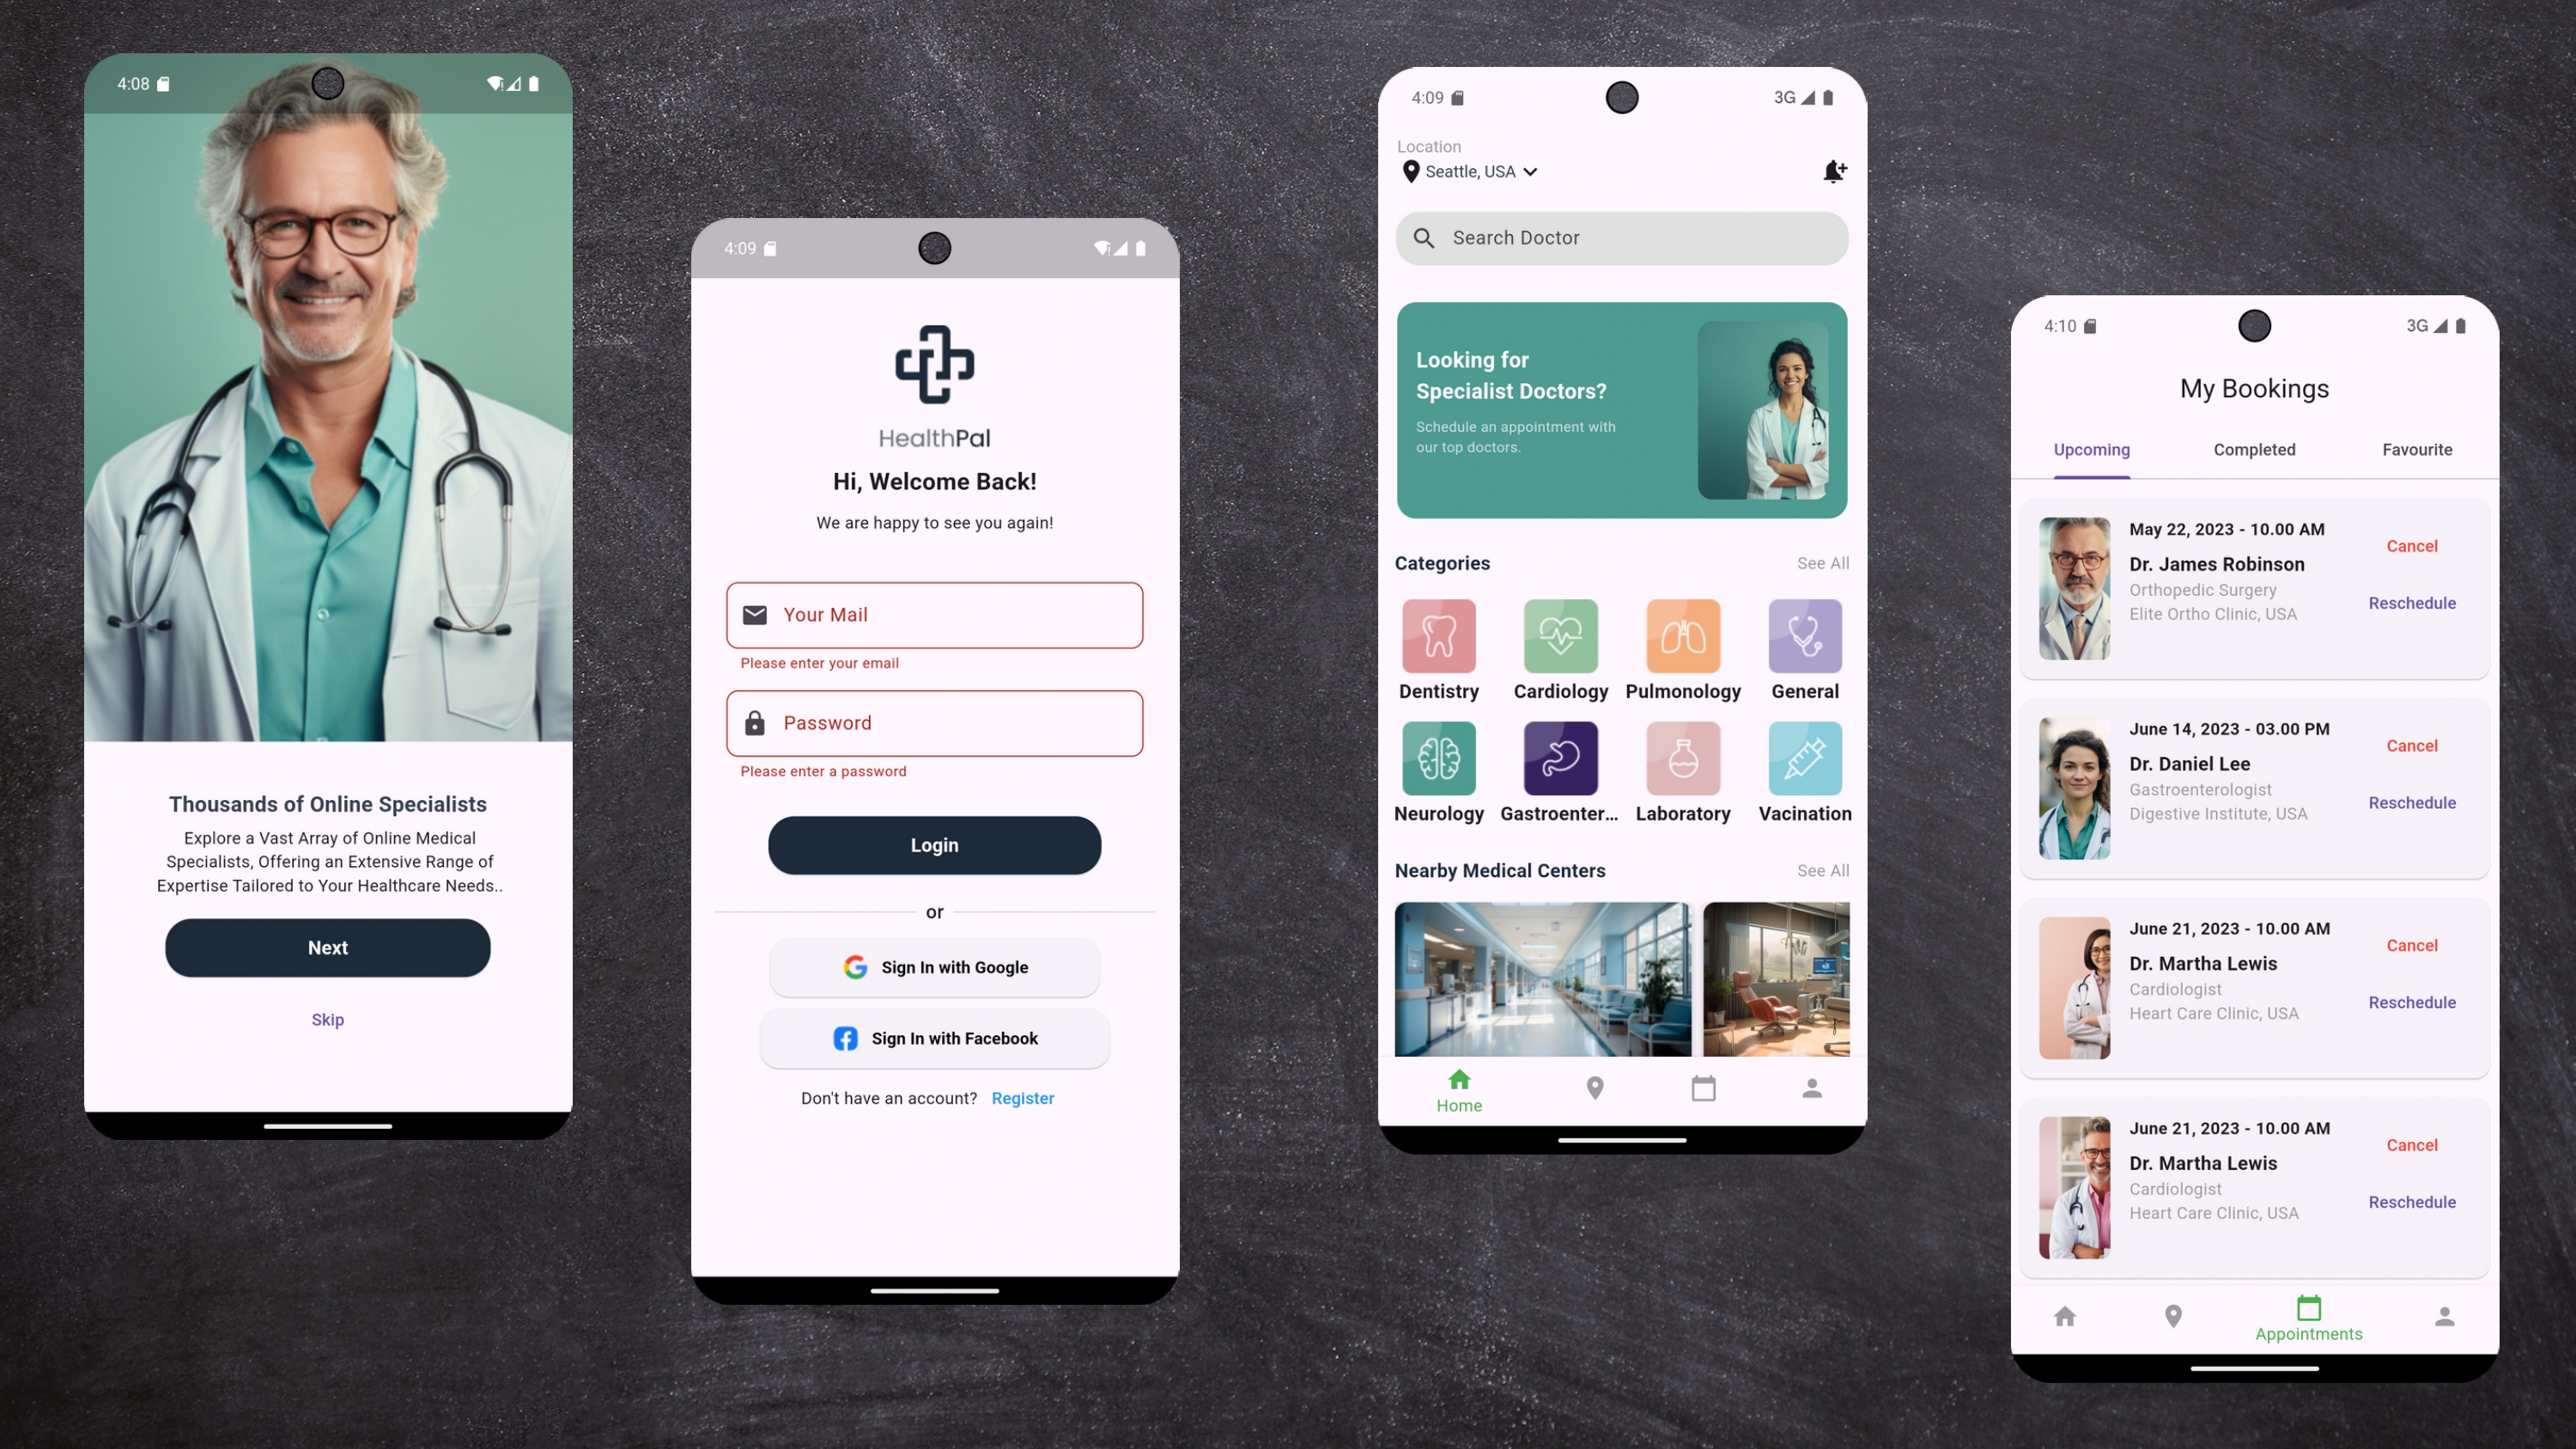 4:08
Thousands of Online Specialists
Explore a Vast Array of Online Medical
Specialists, Offering an Extensive Range of
Expertise Tailored to Your Healthcare Needs..
Next
Skip
4:09
HealthPal
Hi, Welcome Back!
We are happy to see you again!
Your Mail
Please enter your email
Password
Please enter a password
Login
or
Sign In with Google
Sign In with Facebook
Don't have an account? Register
4:09 3G
Location
Seattle, USA
Search Doctor
Looking for
Specialist Doctors?
Schedule an appointment with
our top doctors.
Categories See All
Dentistry Cardiology Pulmonology General
Neurology Gastroenter... Laboratory Vacination
Nearby Medical Centers See All
Home
4:10 3G
My Bookings
Upcoming Completed Favourite
May 22, 2023 - 10.00 AM
Cancel
Dr. James Robinson
Orthopedic Surgery
Reschedule
Elite Ortho Clinic, USA
June 14, 2023 - 03.00 PM
Cancel
Dr. Daniel Lee
Gastroenterologist
Reschedule
Digestive Institute, USA
June 21, 2023 - 10.00 AM
Cancel
Dr. Martha Lewis
Cardiologist
Reschedule
Heart Care Clinic, USA
June 21, 2023 - 10.00 AM
Cancel
Dr. Martha Lewis
Cardiologist
Reschedule
Heart Care Clinic, USA
Appointments